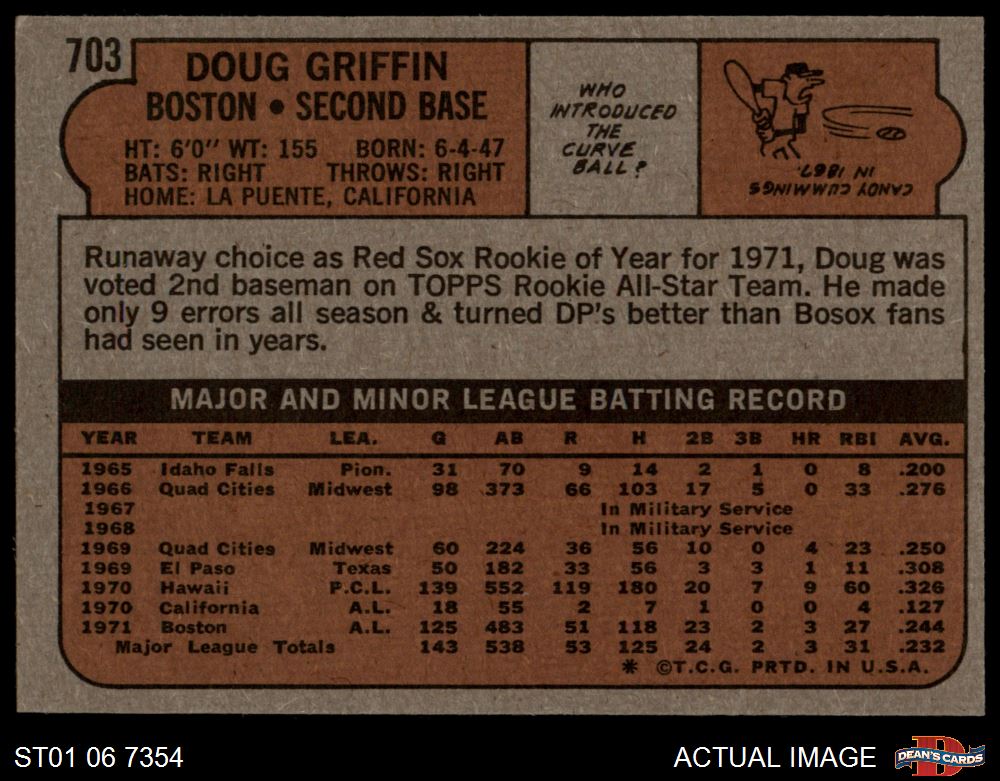 703
DOUG GRIFFIN
BOSTON • SECOND BASE
HT: 6'0" WT: 155 BORN: 6-4-47
BATS: RIGHT THROWS: RIGHT
HOME: LA PUENTE, CALIFORNIA
WHO
INTRODUCED
THE
CURVE
BALL?
CANDY CUMMINGS
IN 1867.
Runaway choice as Red Sox Rookie of Year for 1971, Doug was
voted 2nd baseman on TOPPS Rookie All-Star Team. He made
only 9 errors all season & turned DP's better than Bosox fans
had seen in years.
MAJOR AND MINOR LEAGUE BATTING RECORD
YEAR TEAM LEA. G AB R H 2B 3B HR RBI AVG.
1965 Idaho Falls Pion. 31 70 9 14 2 1 0 8 .200
1966 Quad Cities Midwest 98 373 66 103 17 5 0 33 .276
1967 In Military Service
1968 In Military Service
1969 Quad Cities Midwest 60 224 36 56 10 0 4 23 .250
1969 El Paso Texas 50 182 33 56 3 3 1 11 .308
1970 Hawaii P.C.L. 139 552 119 180 20 7 9 60 .326
1970 California A.L. 18 55 2 7 1 0 0 4 .127
1971 Boston A.L. 125 483 51 118 23 2 3 27 .244
Major League Totals 143 538 53 125 24 2 3 31 .232
* ©T.C.G. PRTD. IN U.S.A.
ST01 06 7354
ACTUAL IMAGE
D
DEAN'S CARDS